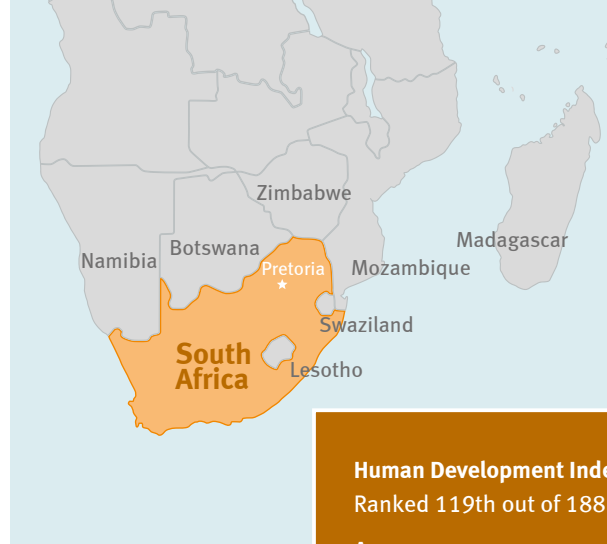 Zimbabwe
Namibia
Botswana
Madagascar
Pretoria
Mozambique
Swaziland
South
Africa
Lesotho
Human Development Inde
Ranked 119th out of 188